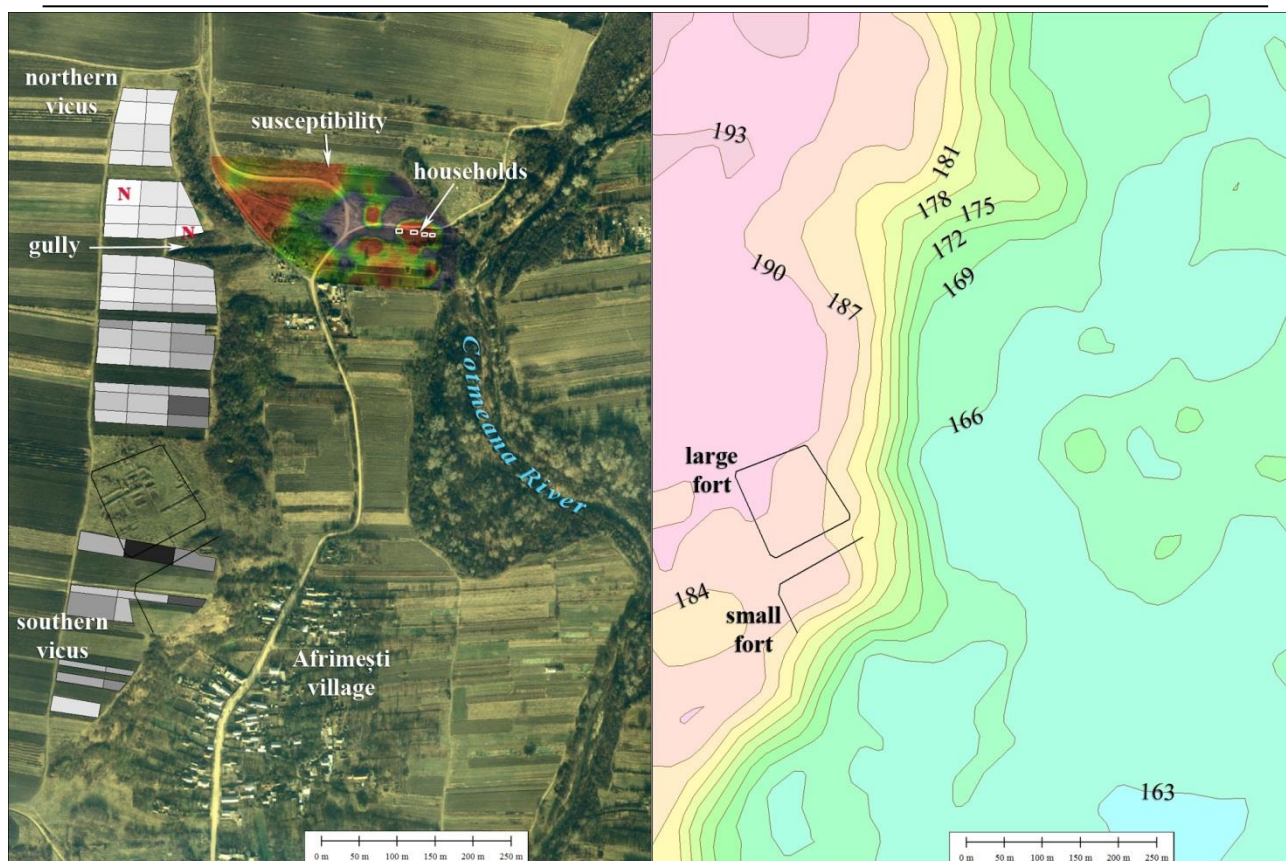 northern
vicus
susceptibility
households
N
N
gully
Cotmeana River
southern
vicus
Afrimești
village
0 m 50 m 100 m 150 m 200 m 250 m
193
181
178
175
172
169
190
187
166
large
fort
184
small
fort
163
0 m 50 m 100 m 150 m 200 m 250 m